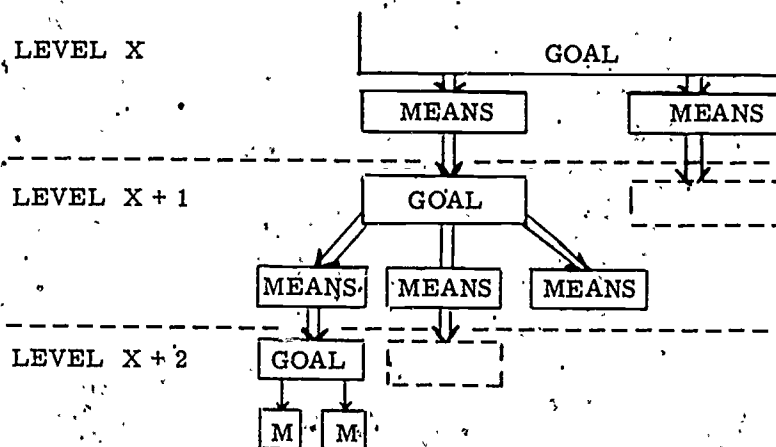 LEVEL X GOAL
MEANS MEANS
LEVEL X + 1 GOAL
MEANS MEANS MEANS
LEVEL X + 2 GOAL
M M